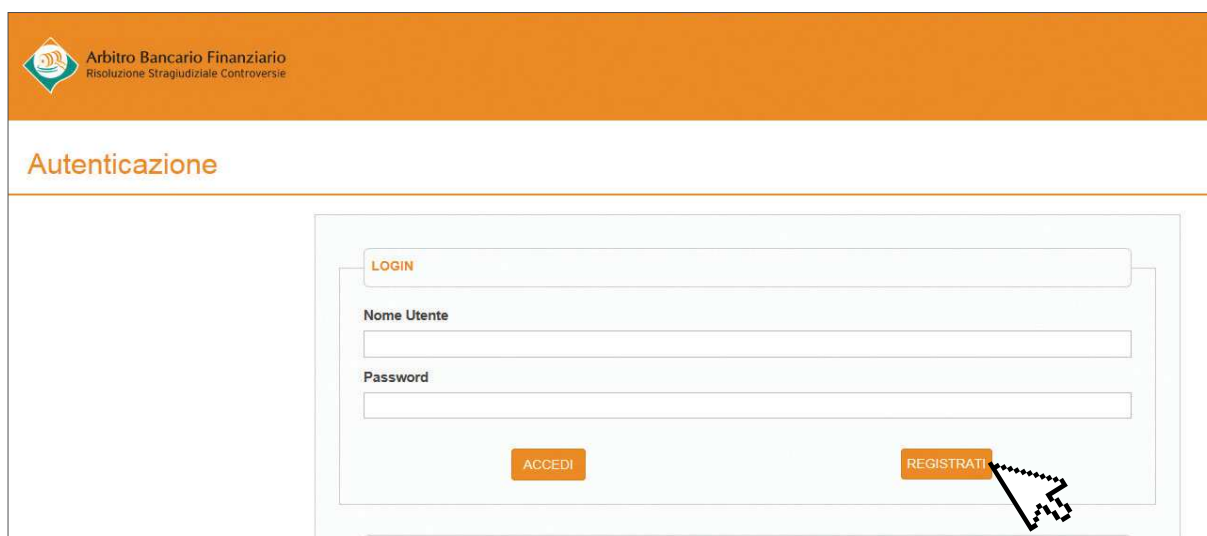 Arbitro Bancario Finanziario
Risoluzione Stragiudiziale Controversie
Autenticazione
LOGIN
Nome Utente
Password
ACCEDI
REGISTRATI